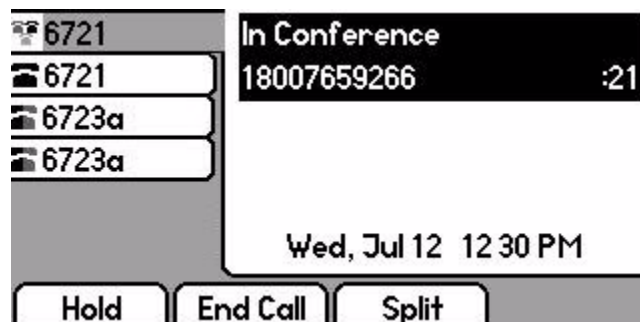 6721
6721
6723a
6723a
In Conference
18007659266 :21
Wed, Jul 12 12 30 PM
Hold End Call Split